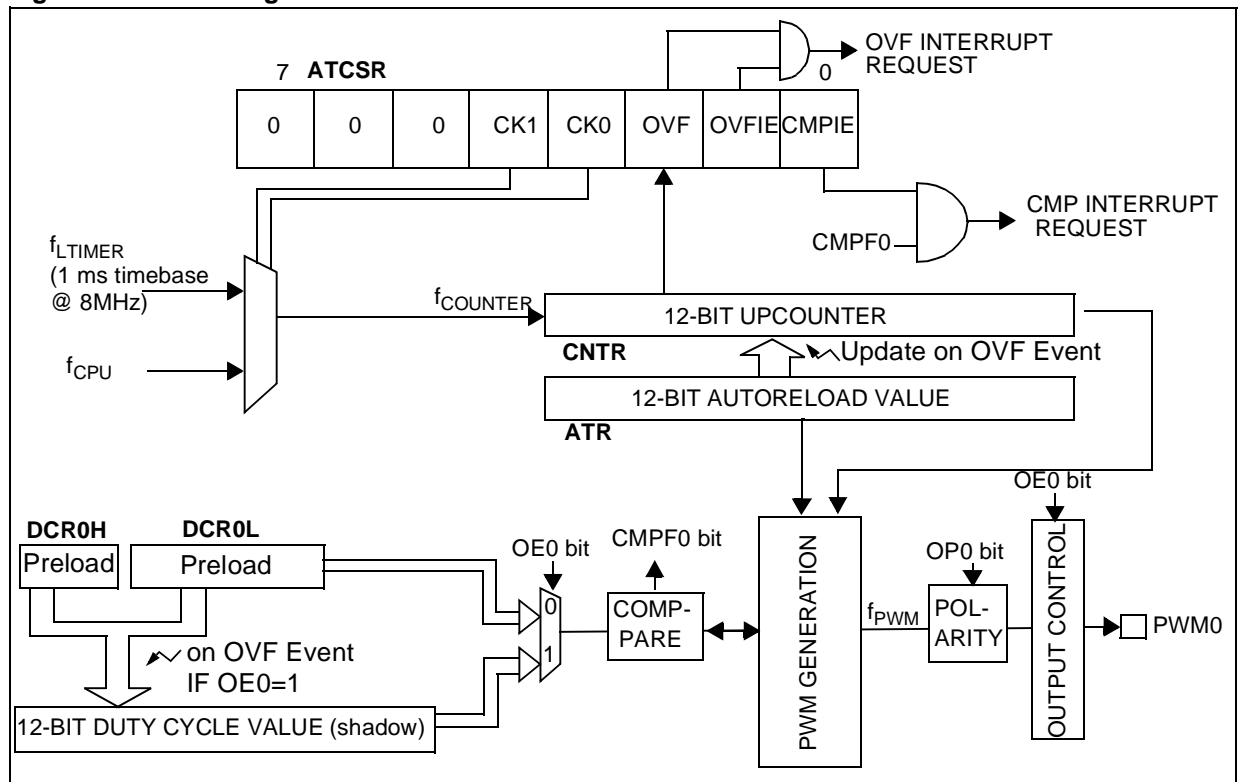 OVF INTERRUPT
REQUEST
7 ATCSR
0
0
0
0
CK1
CK0
OVF
OVFIE
CMPIE
CMP INTERRUPT
REQUEST
CMPF0
fLTIMER
(1 ms timebase
@ 8MHz)
fCOUNTER
12-BIT UPCOUNTER
CNTR
Update on OVF Event
fCPU
12-BIT AUTORELOAD VALUE
ATR
OE0 bit
DCR0H
DCR0L
Preload
Preload
OE0 bit
CMPF0 bit
OP0 bit
0
1
COMP-
PARE
PWM GENERATION
fPWM
POL-
ARITY
OUTPUT CONTROL
PWM0
on OVF Event
IF OE0=1
12-BIT DUTY CYCLE VALUE (shadow)